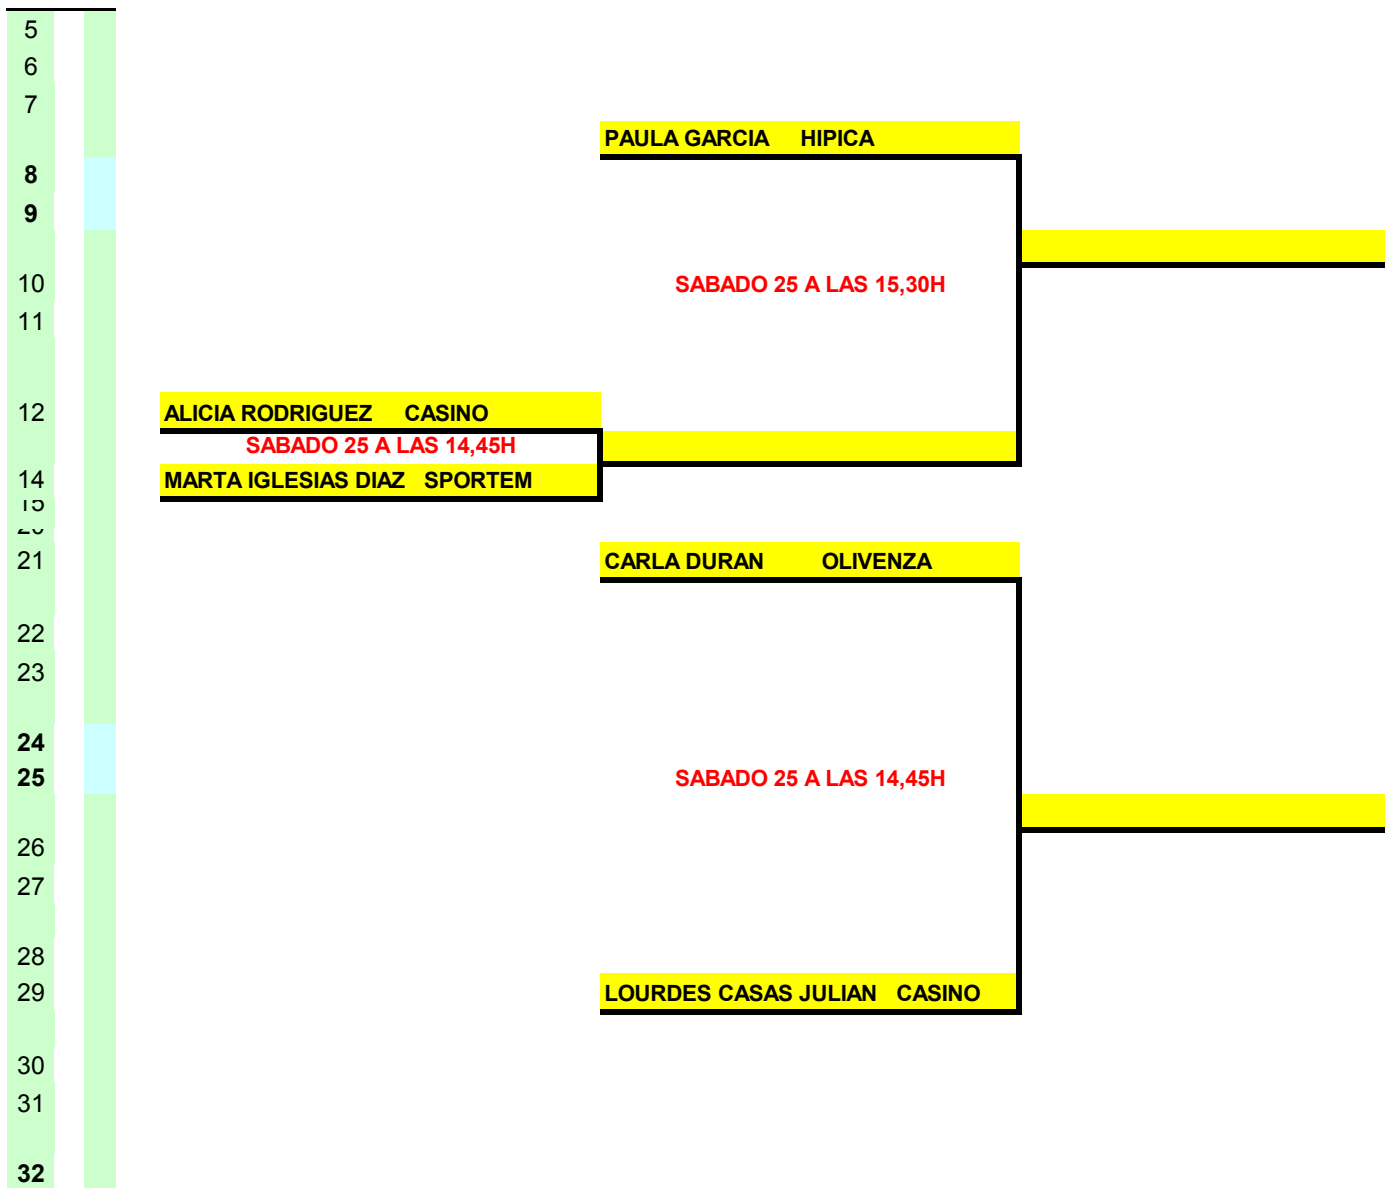 5
6
7
PAULA GARCIA HIPICA
8
9
10 SABADO 25 A LAS 15,30H
11
12 ALICIA RODRIGUEZ CASINO
SABADO 25 A LAS 14,45H
14 MARTA IGLESIAS DIAZ SPORTEM
15
21 CARLA DURAN OLIVENZA
22
23
24
25 SABADO 25 A LAS 14,45H
26
27
28
29 LOURDES CASAS JULIAN CASINO
30
31
32